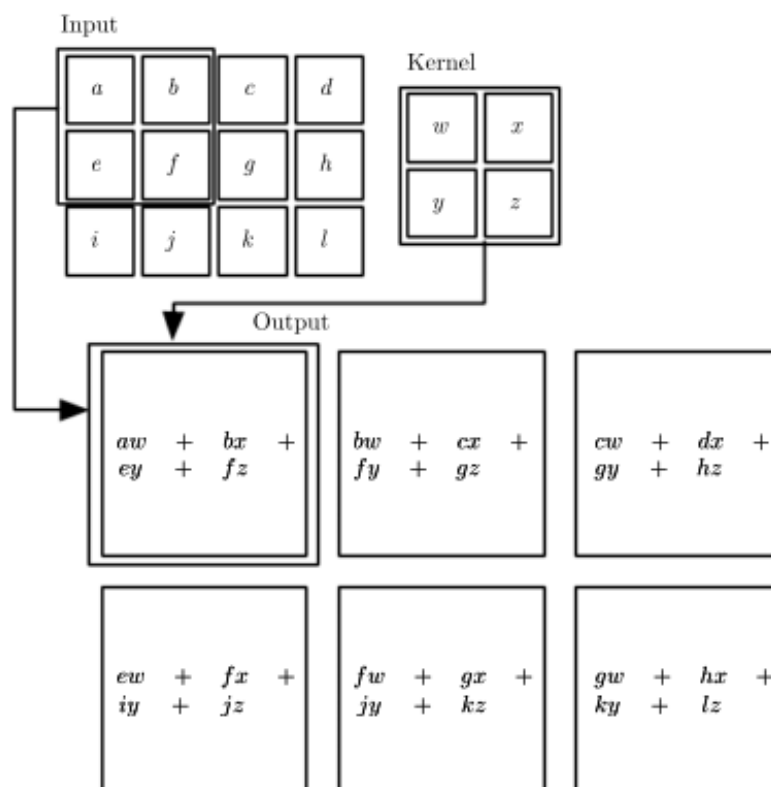 Input
Kernel
a b c d
w x
e f g h
y z
i j k l
Output
aw + bx +
ey + fz
bw + cx +
fy + gz
cw + dx +
gy + hz
ew + fx +
iy + jz
fw + gx +
jy + kz
gw + hx +
ky + lz